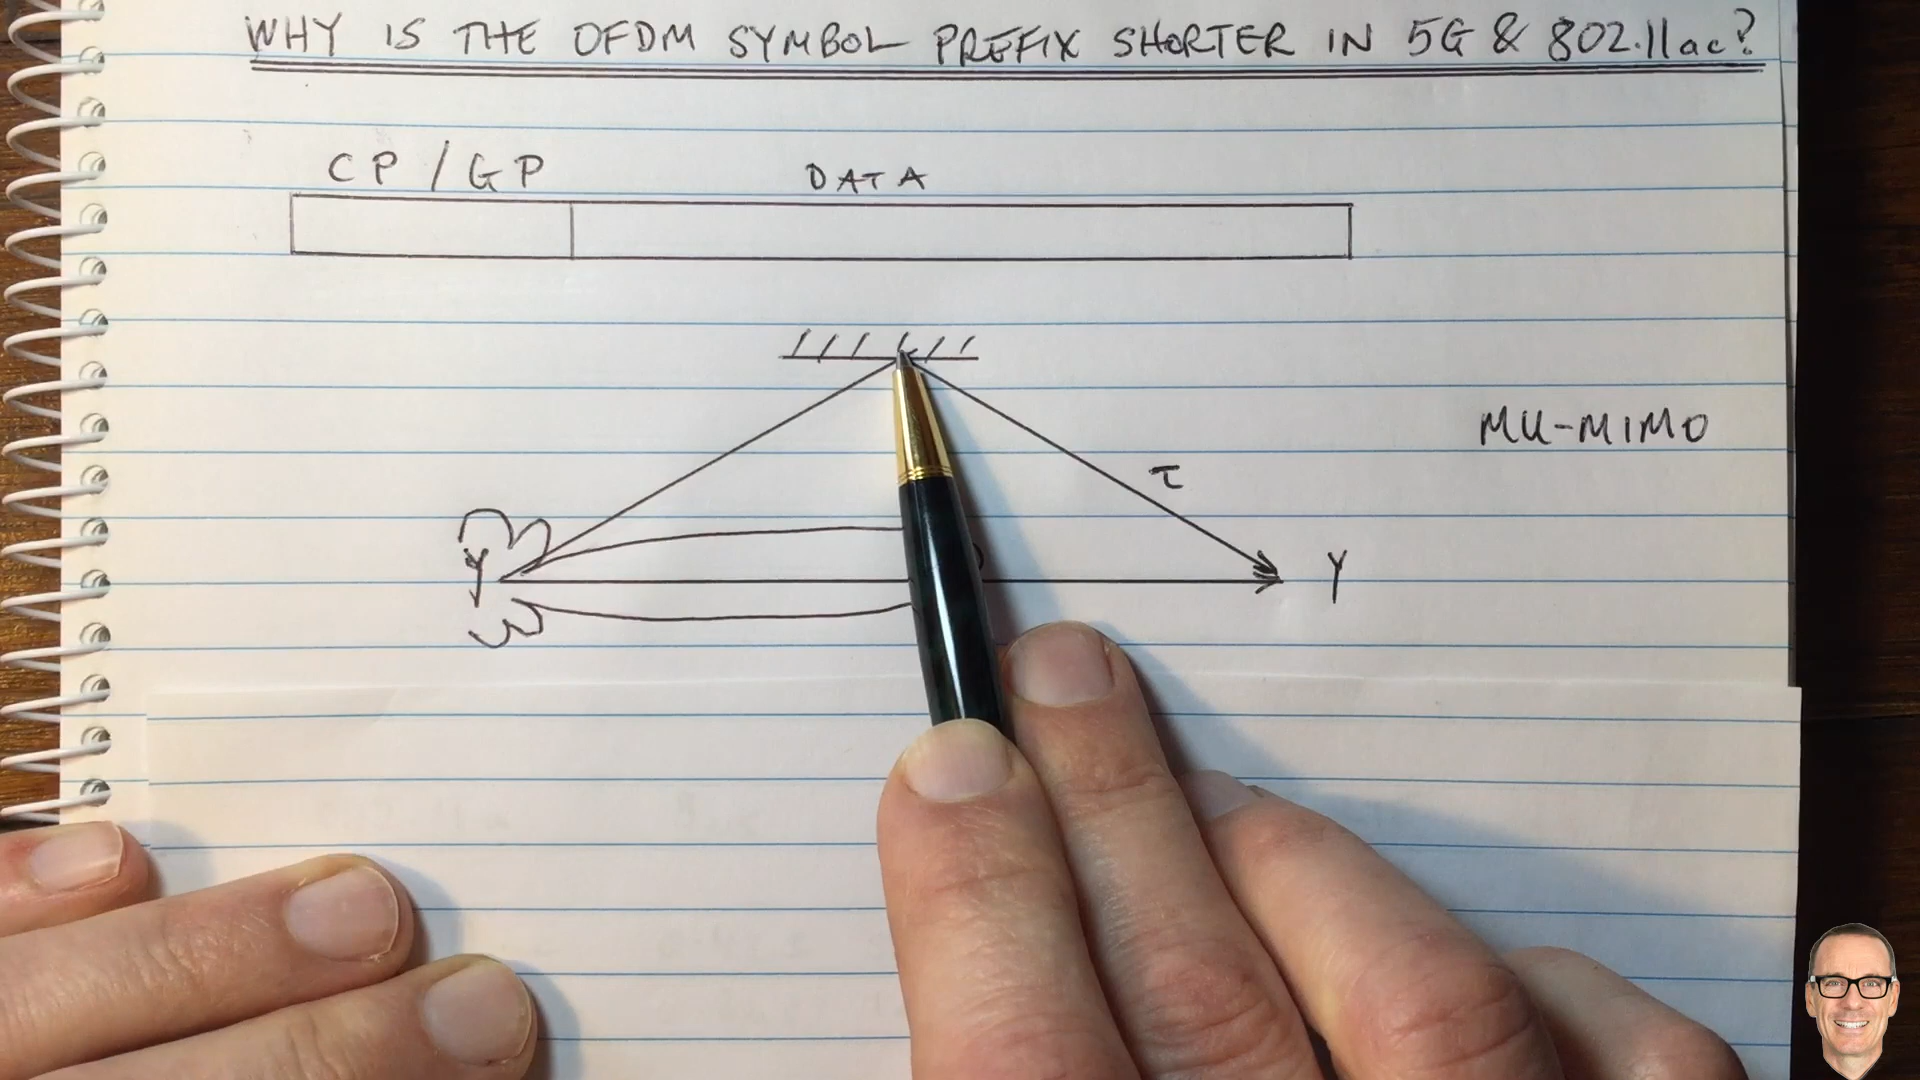 WHY IS THE OFDM SYMBOL PREFIX SHORTER IN 5G & 802.11ac?
CP/GP
DATA
MU-MIMO
τ
Y
Y